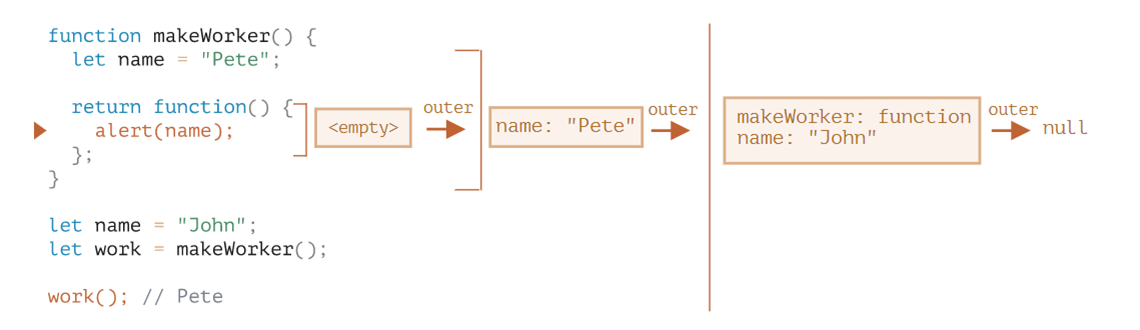 function makeWorker() {
let name = "Pete";
return function() {
alert(name);
};
}
let name = "John";
let work = makeWorker();
work(); // Pete
<empty>
outer
name: "Pete"
outer
makeWorker: function
name: "John"
outer
null